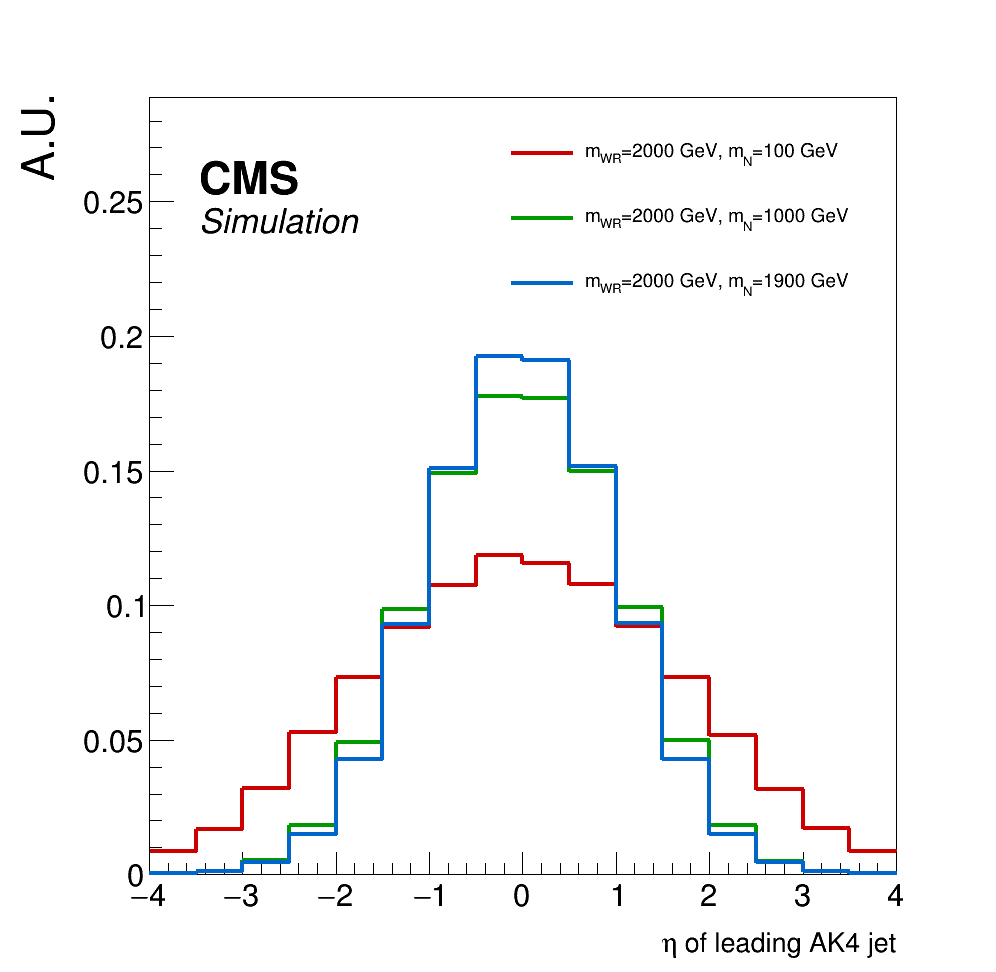 A.U.
CMS
Simulation
m_WR=2000 GeV, m_N=100 GeV
m_WR=2000 GeV, m_N=1000 GeV
m_WR=2000 GeV, m_N=1900 GeV
0.25
0.2
0.15
0.1
0.05
0
−4 −3 −2 −1 0 1 2 3 4
η of leading AK4 jet